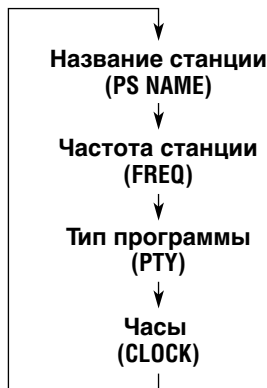 Название станции
(PS NAME)
Частота станции
(FREQ)
Тип программы
(PTY)
Часы
(CLOCK)